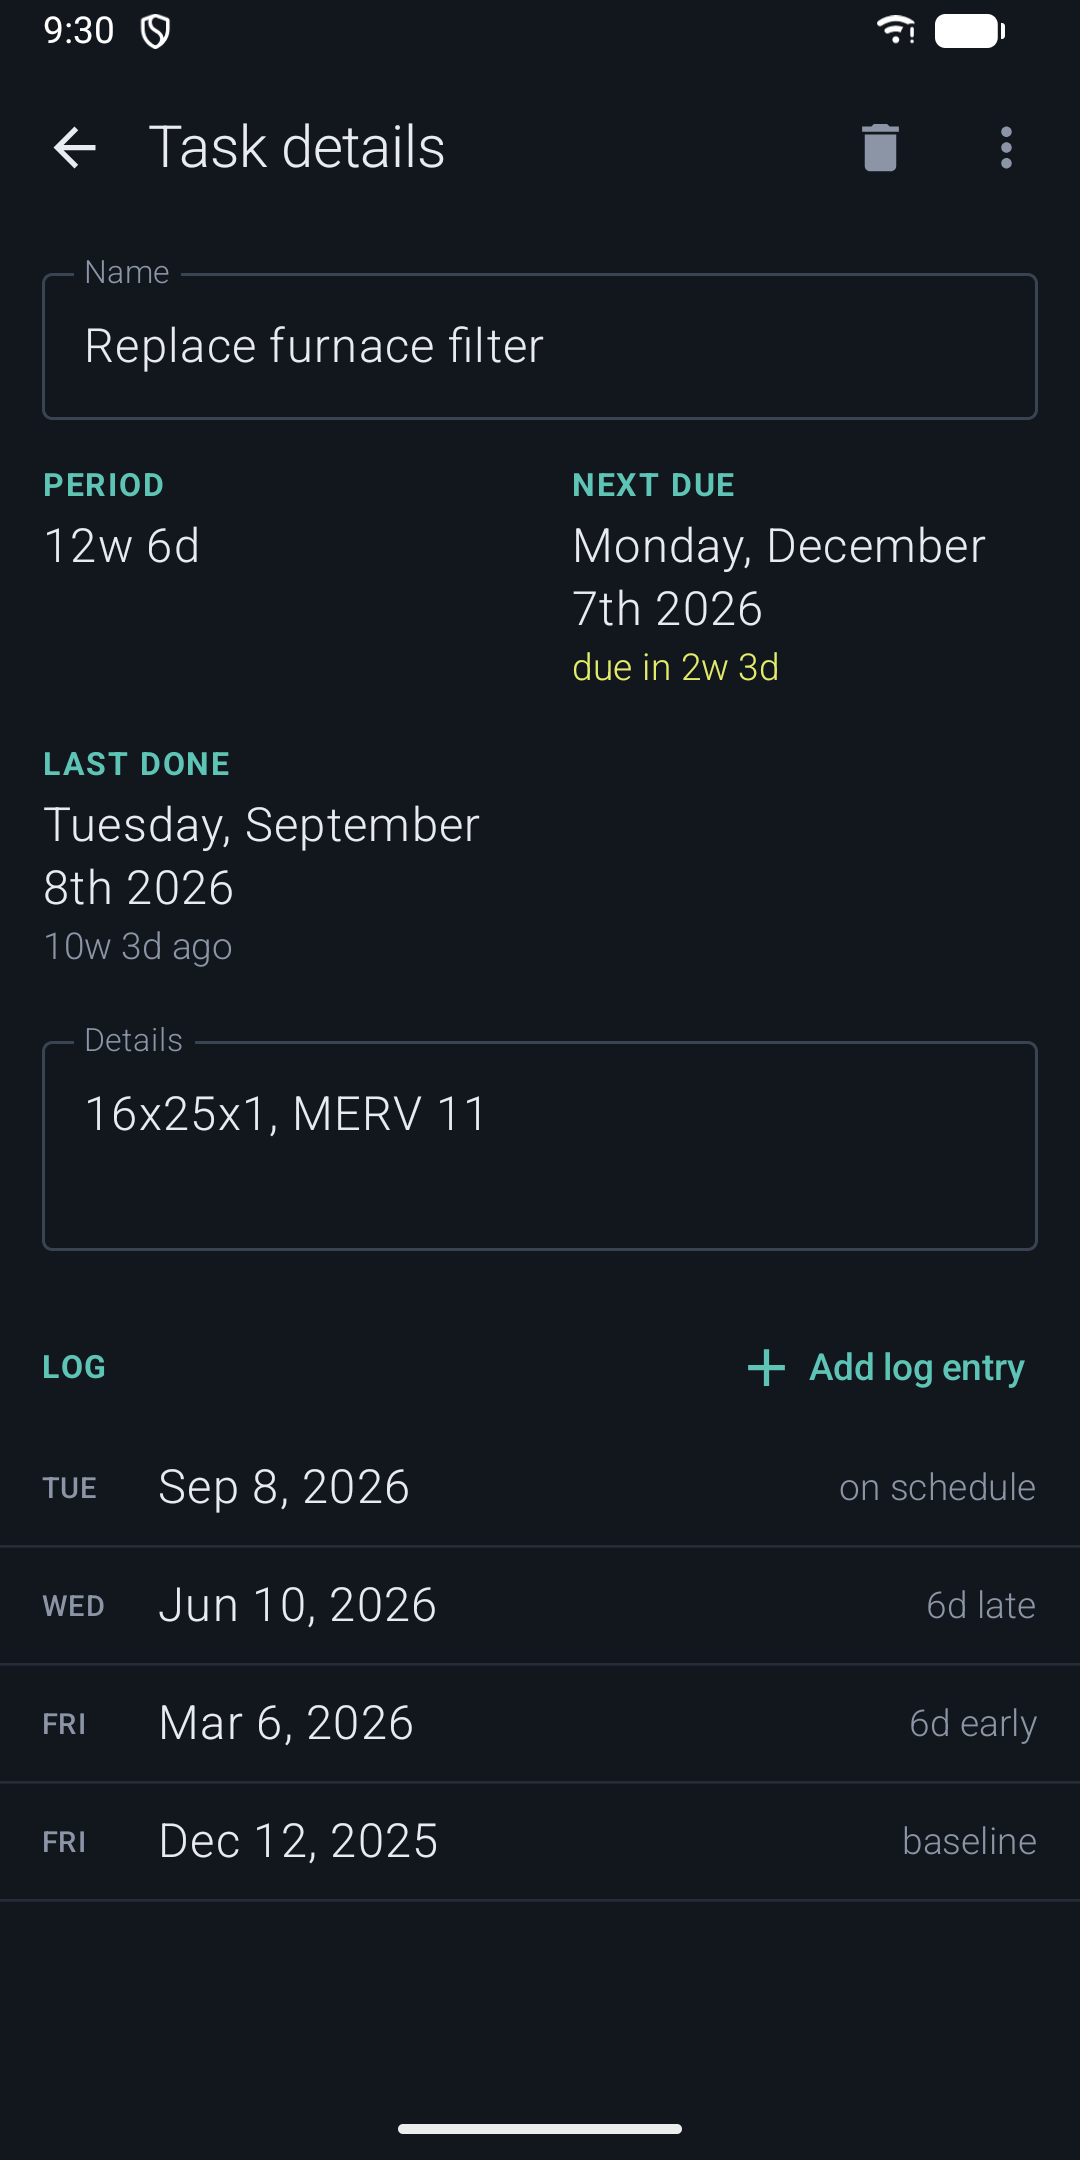 9:30
Task details
Name
Replace furnace filter
PERIOD
12w 6d
NEXT DUE
Monday, December
7th 2026
due in 2w 3d
LAST DONE
Tuesday, September
8th 2026
10w 3d ago
Details
16x25x1, MERV 11
LOG
Add log entry
TUE Sep 8, 2026 on schedule
WED Jun 10, 2026 6d late
FRI Mar 6, 2026 6d early
FRI Dec 12, 2025 baseline